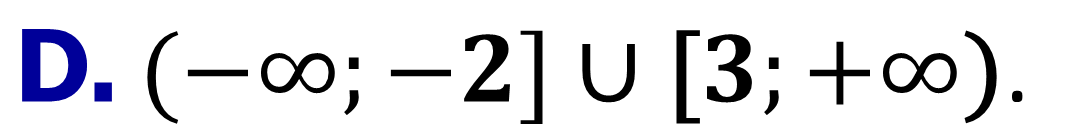 D. (−∞; −2] ∪ [3; +∞).